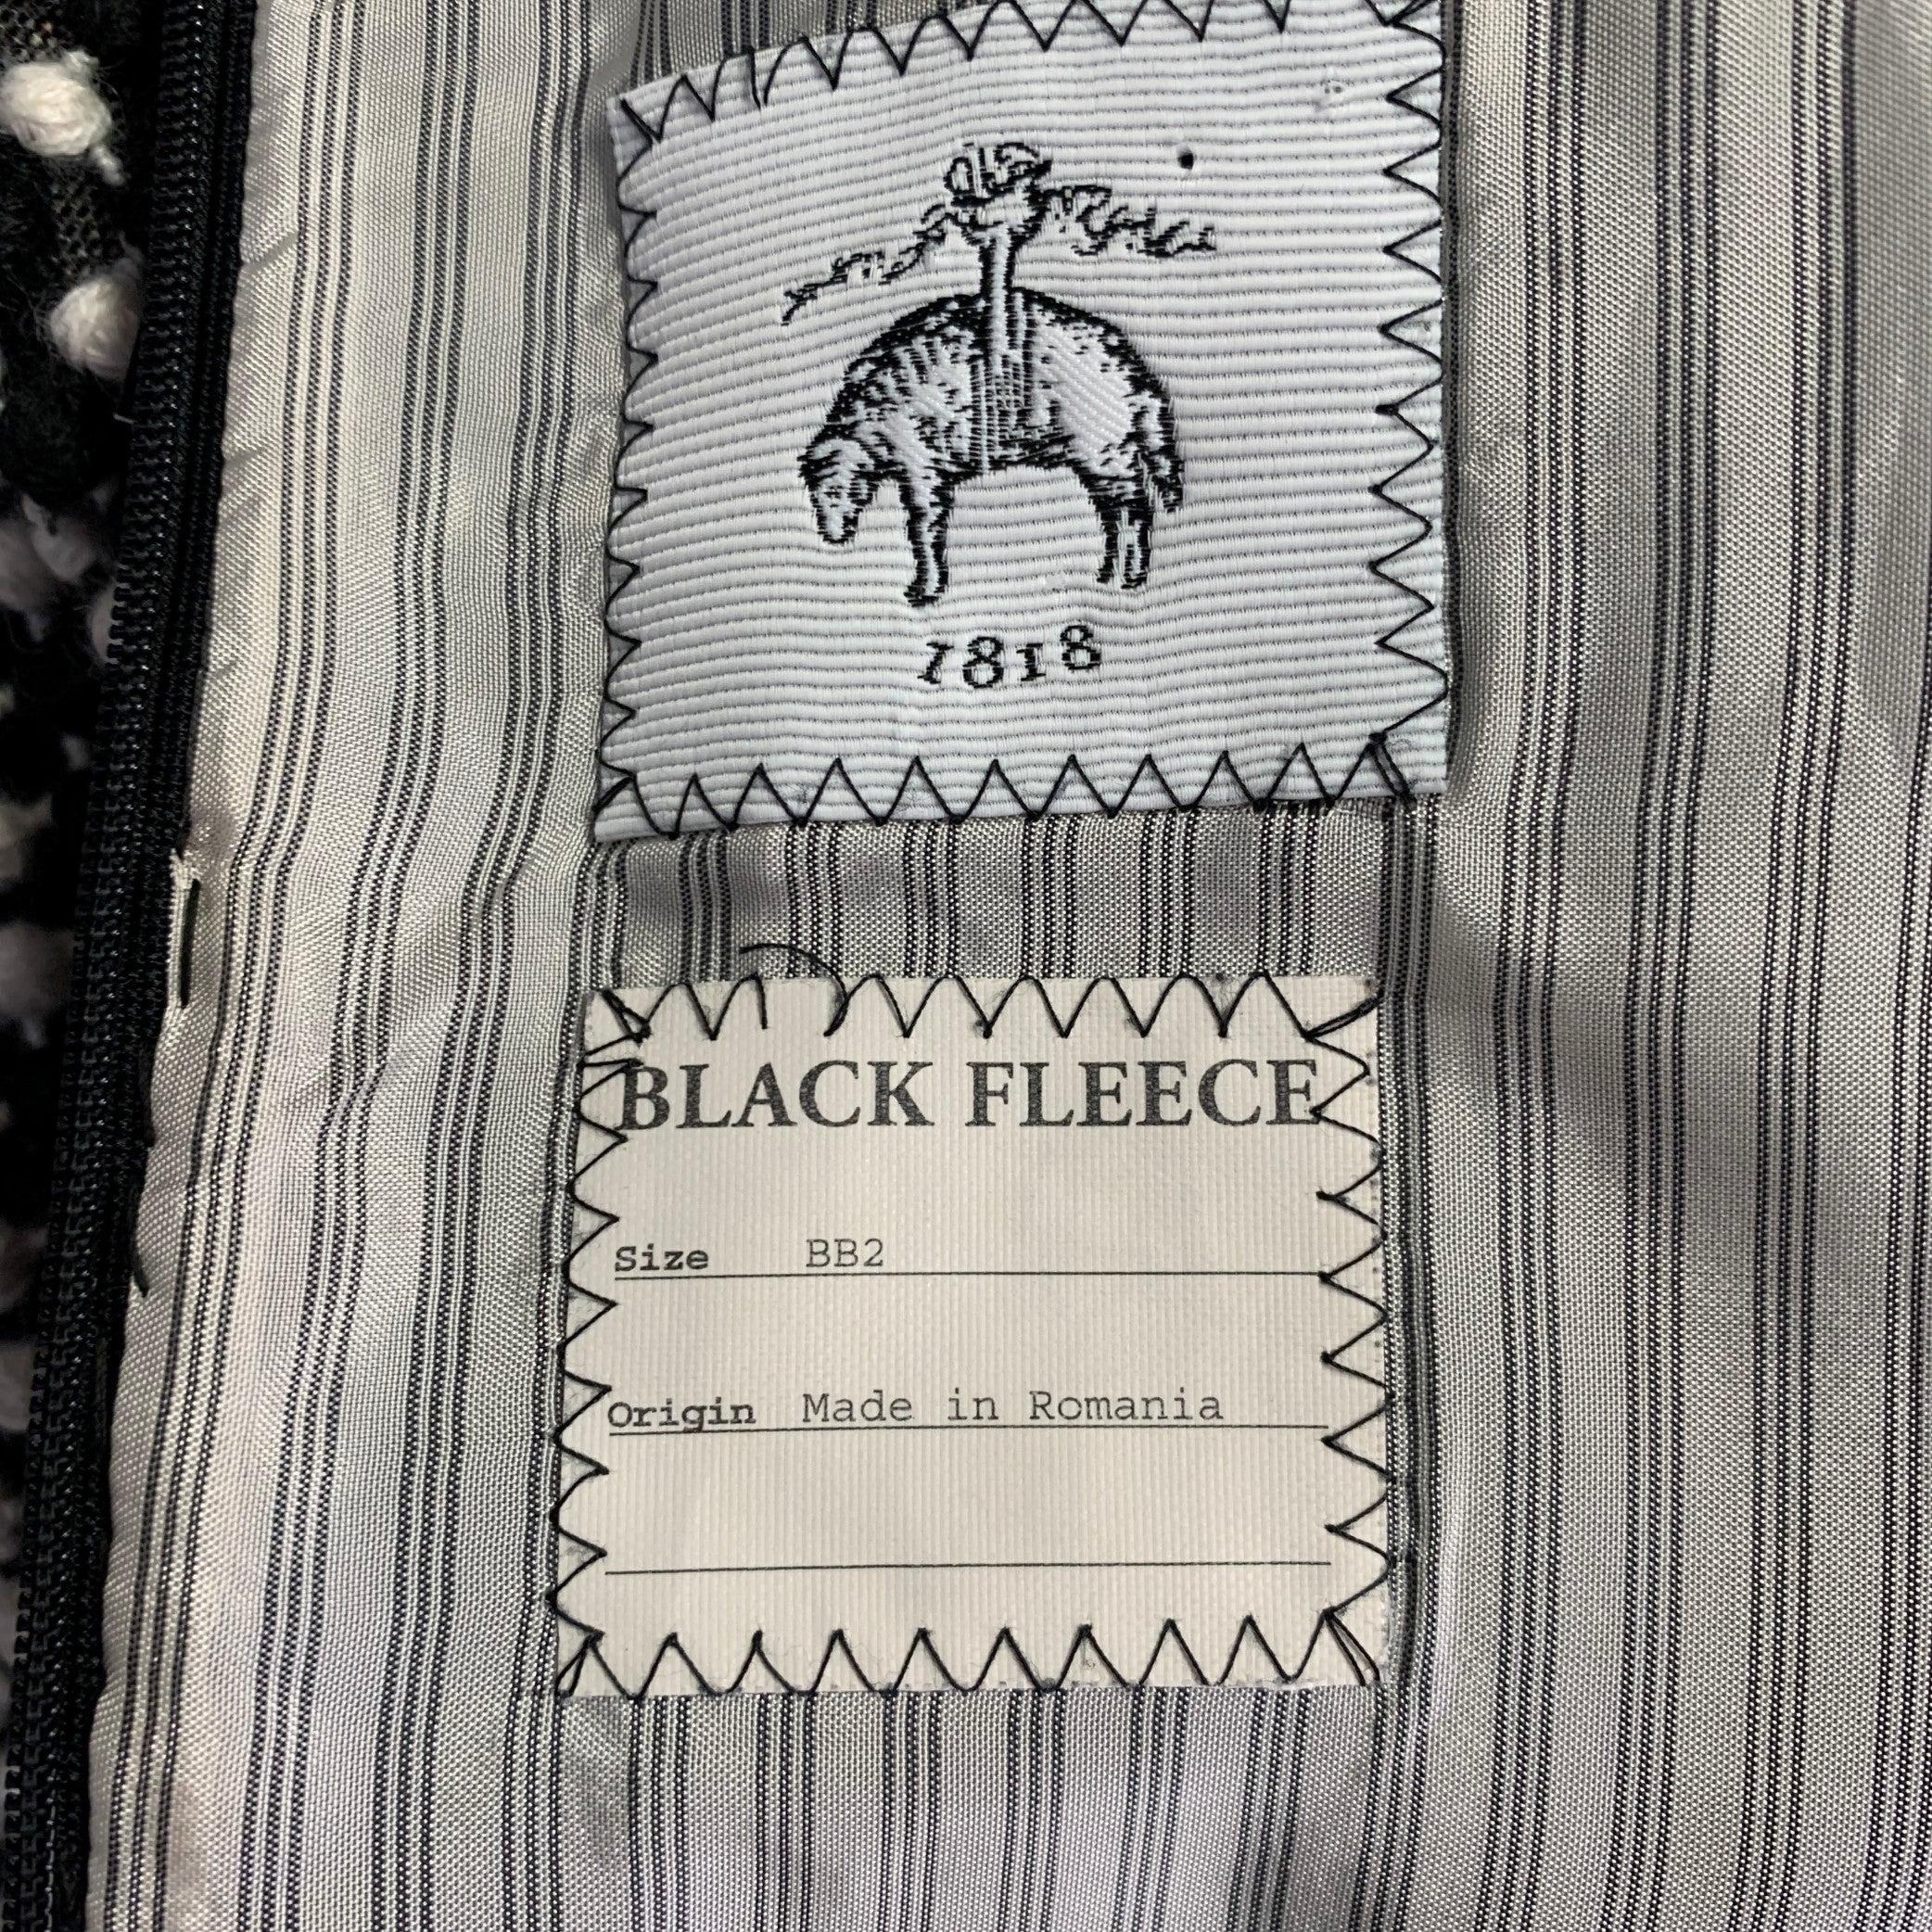 1818
BLACK FLEECE
Size BB2
Origin Made in Romania